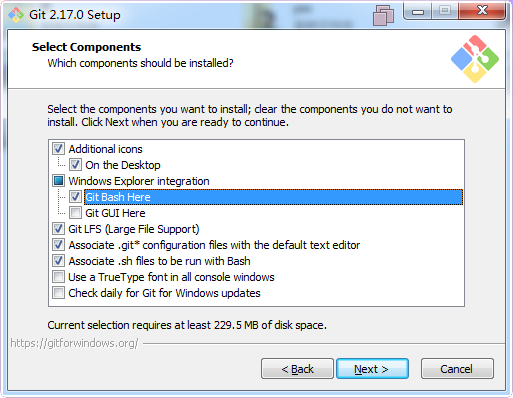 Git 2.17.0 Setup
Select Components
Which components should be installed?
Select the components you want to install; clear the components you do not want to
install. Click Next when you are ready to continue.
Additional icons
On the Desktop
Windows Explorer integration
Git Bash Here
Git GUI Here
Git LFS (Large File Support)
Associate .git* configuration files with the default text editor
Associate .sh files to be run with Bash
Use a TrueType font in all console windows
Check daily for Git for Windows updates
Current selection requires at least 229.5 MB of disk space.
https://gitforwindows.org/
< Back
Next >
Cancel